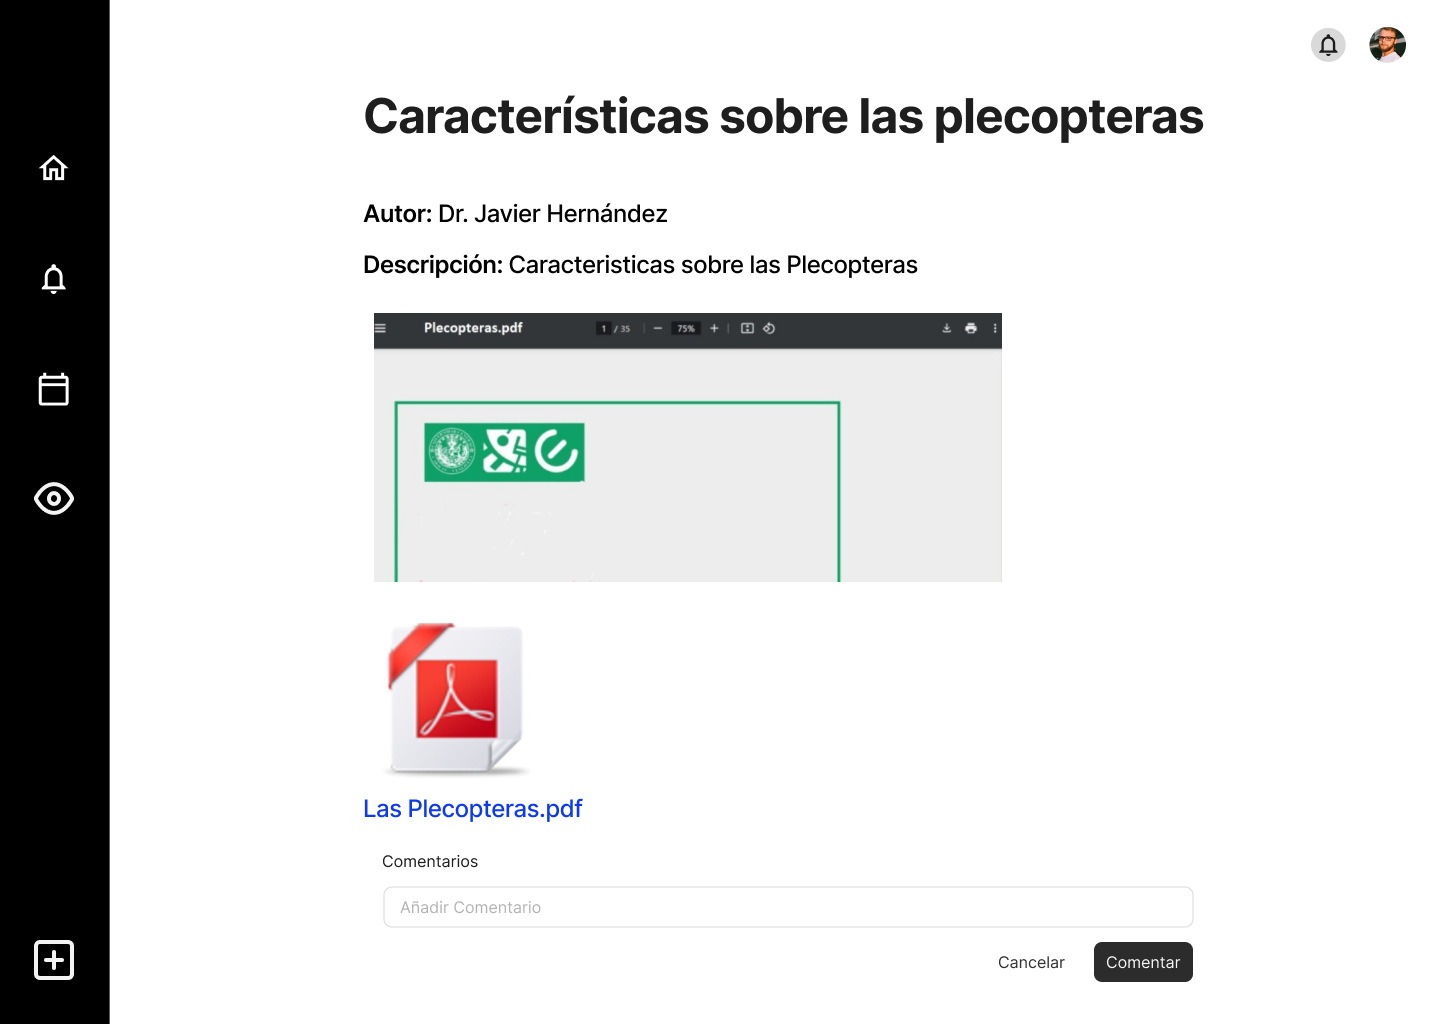 Características sobre las plecopteras
Autor: Dr. Javier Hernández
Descripción: Caracteristicas sobre las Plecopteras
Plecopteras.pdf 1 / 35 75%
Las Plecopteras.pdf
Comentarios
Añadir Comentario
Cancelar Comentar